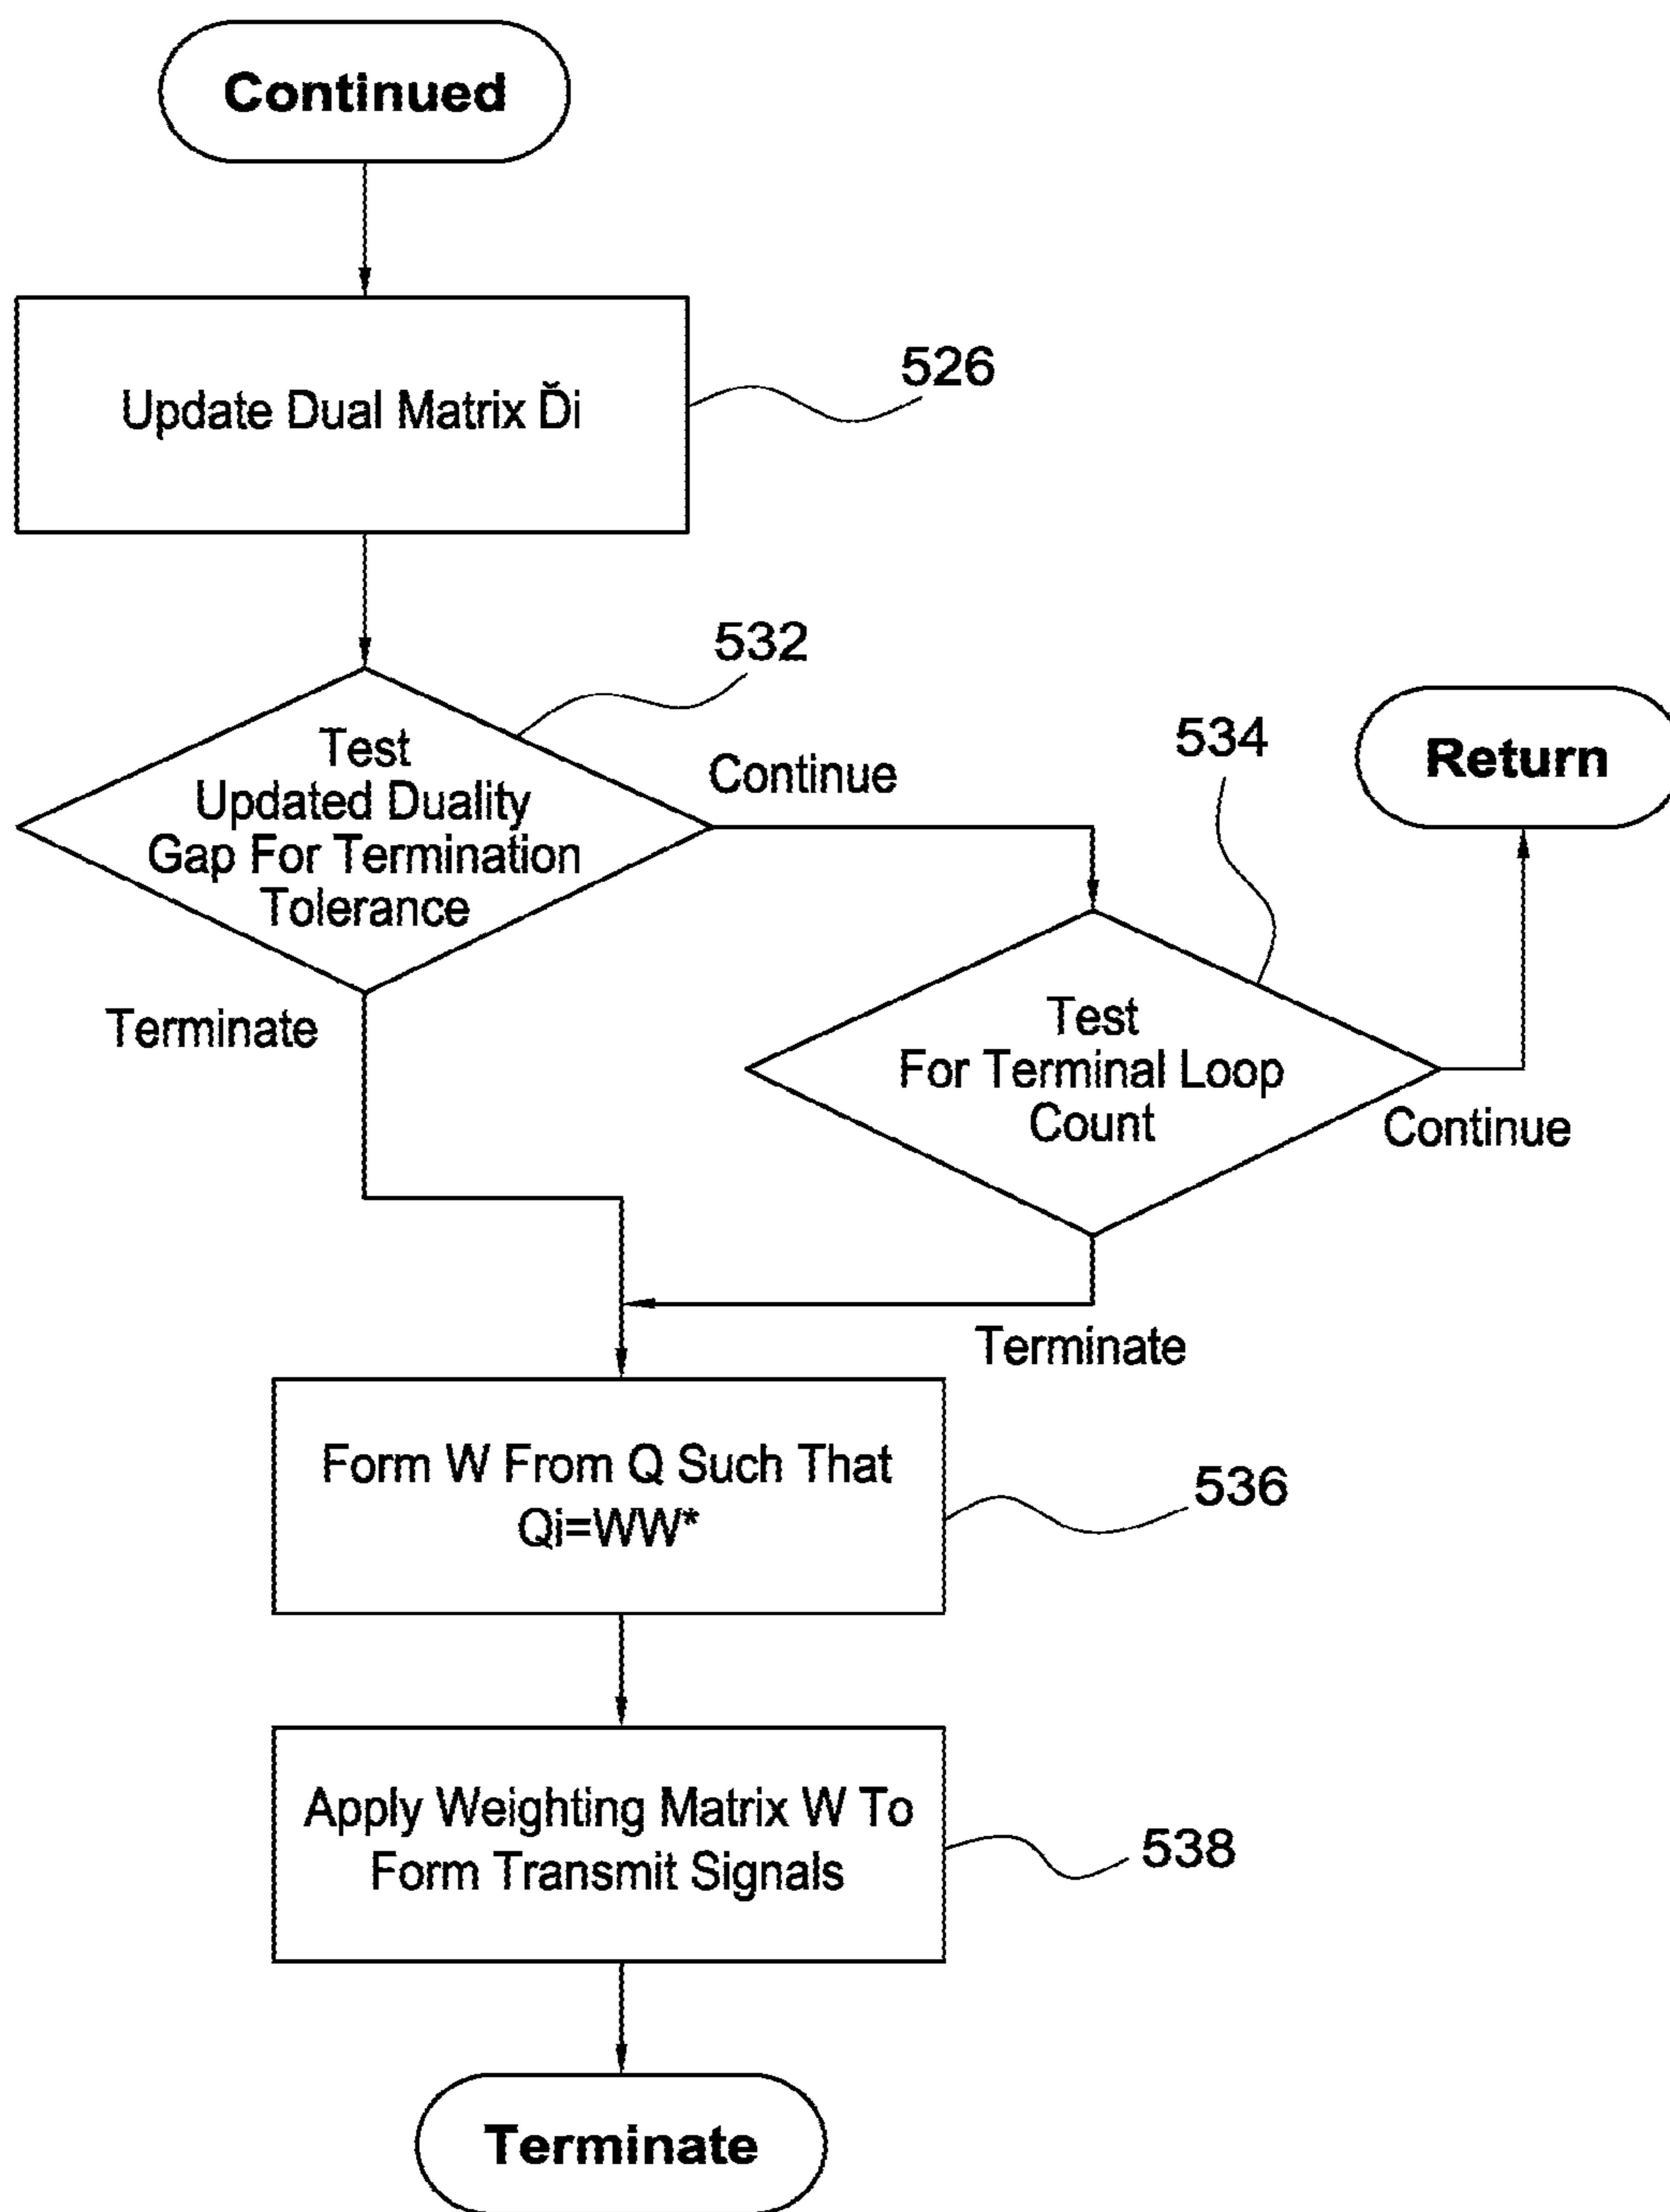 Continued
Update Dual Matrix Ďi
526
532
Test
Updated Duality
Gap For Termination
Tolerance
Continue
534
Return
Terminate
Test
For Terminal Loop
Count
Continue
Terminate
Form W From Q Such That
Qi=WW*
536
Apply Weighting Matrix W To
Form Transmit Signals
538
Terminate